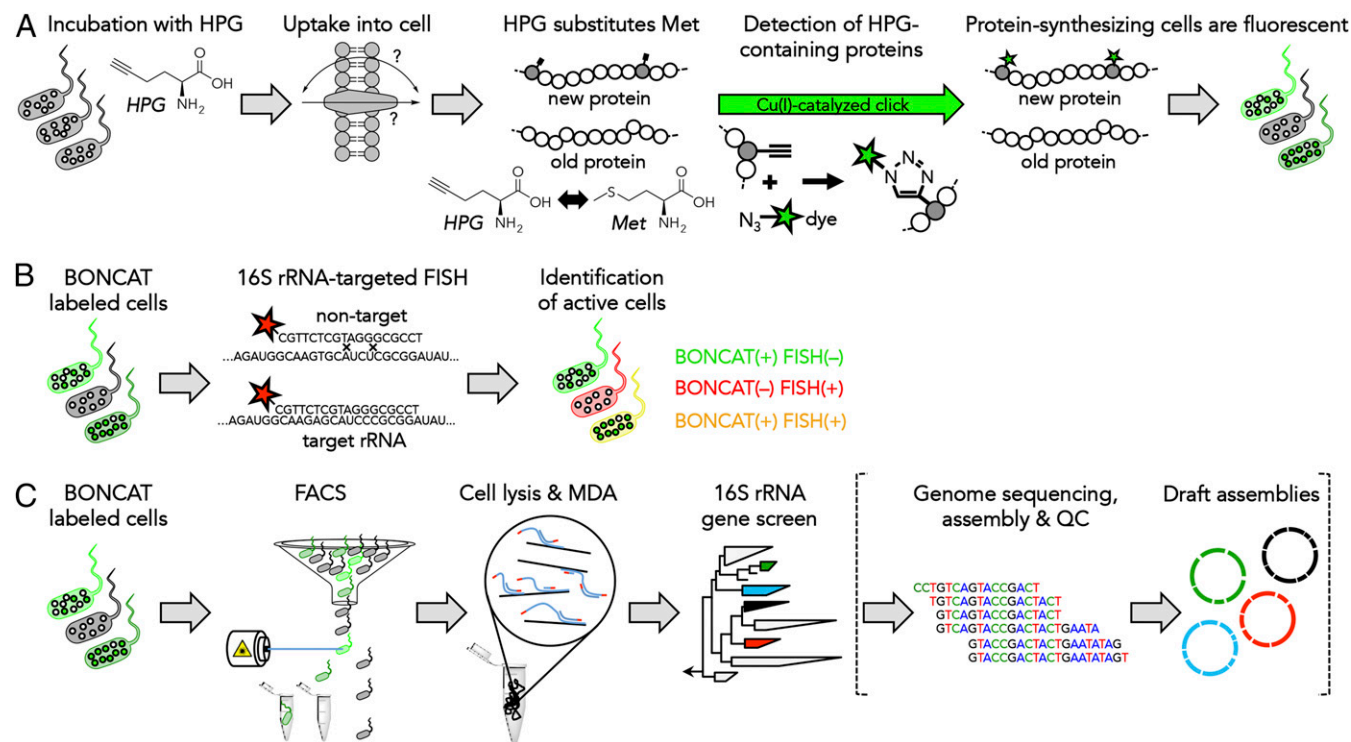 A
Incubation with HPG
Uptake into cell
HPG substitutes Met
Detection of HPG-
containing proteins
Protein-synthesizing cells are fluorescent
O
OH
NH2
HPG
?
?
new protein
old protein
O
OH
NH2
HPG
S
O
OH
NH2
Met
Cu(I)-catalyzed click
+
N3
dye
N
N
N
new protein
old protein
B
BONCAT
labeled cells
16S rRNA-targeted FISH
Identification
of active cells
non-target
CGTTCTCGTAGGGCGCCT
x x
...AGAUGGCAAGUGCAUCUCGCGGAUAU...
CGTTCTCGTAGGGCGCCT
...AGAUGGCAAGAGCAUCCCGCGGAUAU...
target rRNA
BONCAT(+) FISH(–)
BONCAT(–) FISH(+)
BONCAT(+) FISH(+)
C
BONCAT
labeled cells
FACS
Cell lysis & MDA
16S rRNA
gene screen
Genome sequencing,
assembly & QC
Draft assemblies
CCTGTCAGTACCGACT
TGTCAGTACCGACTACT
GTCAGTACCGACTACT
GTCAGTACCGACTACTGAATA
GTACCGACTACTGAATATAG
GTACCGACTACTGAATATAGT